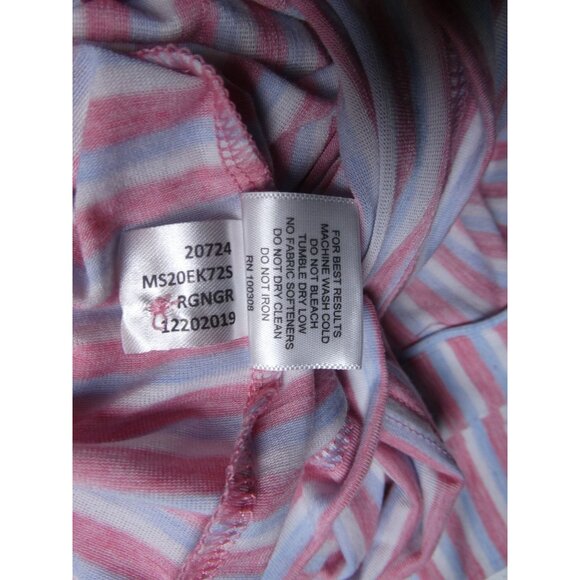 20724
MS20EK72S
RGNGR
12202019
FOR BEST RESULTS
MACHINE WASH COLD
DO NOT BLEACH
TUMBLE DRY LOW
NO FABRIC SOFTENERS
DO NOT DRY CLEAN
DO NOT IRON
RN 100908